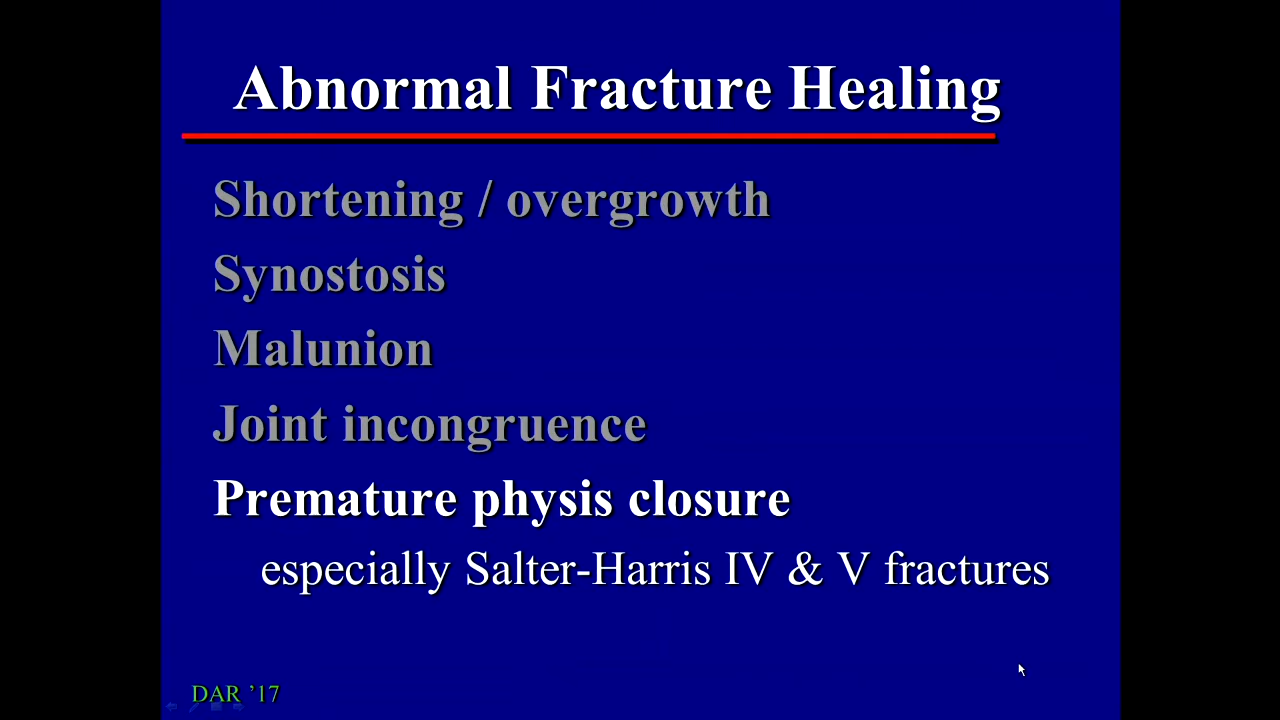 Abnormal Fracture Healing
Shortening / overgrowth
Synostosis
Malunion
Joint incongruence
Premature physis closure
especially Salter-Harris IV & V fractures
DAR ’17